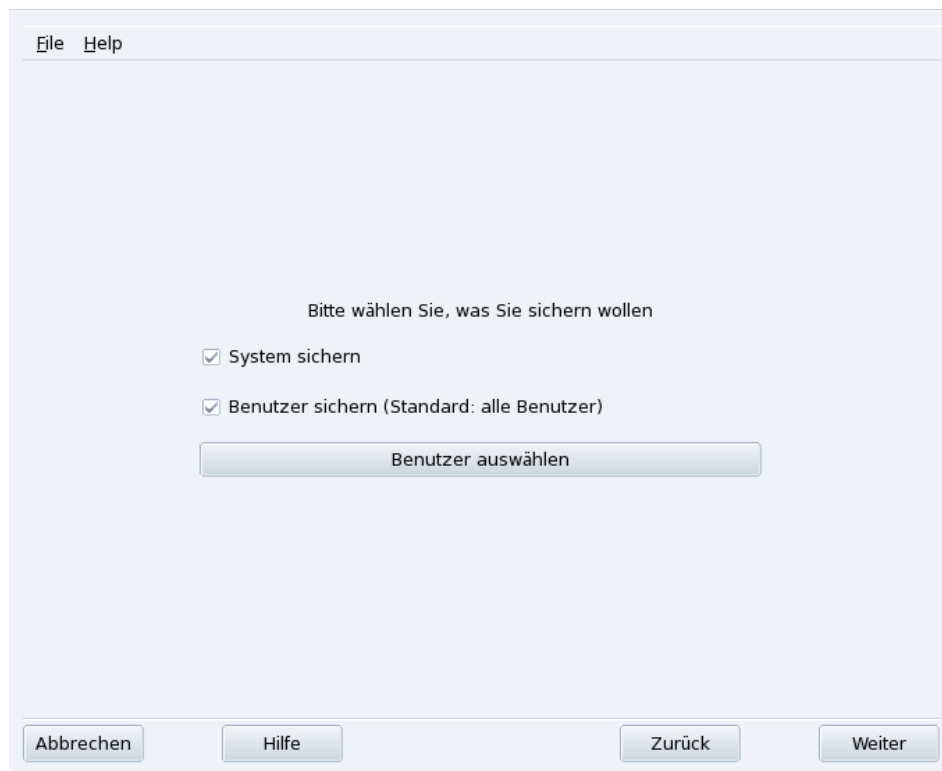 File Help
Bitte wählen Sie, was Sie sichern wollen
System sichern
Benutzer sichern (Standard: alle Benutzer)
Benutzer auswählen
Abbrechen Hilfe Zurück Weiter